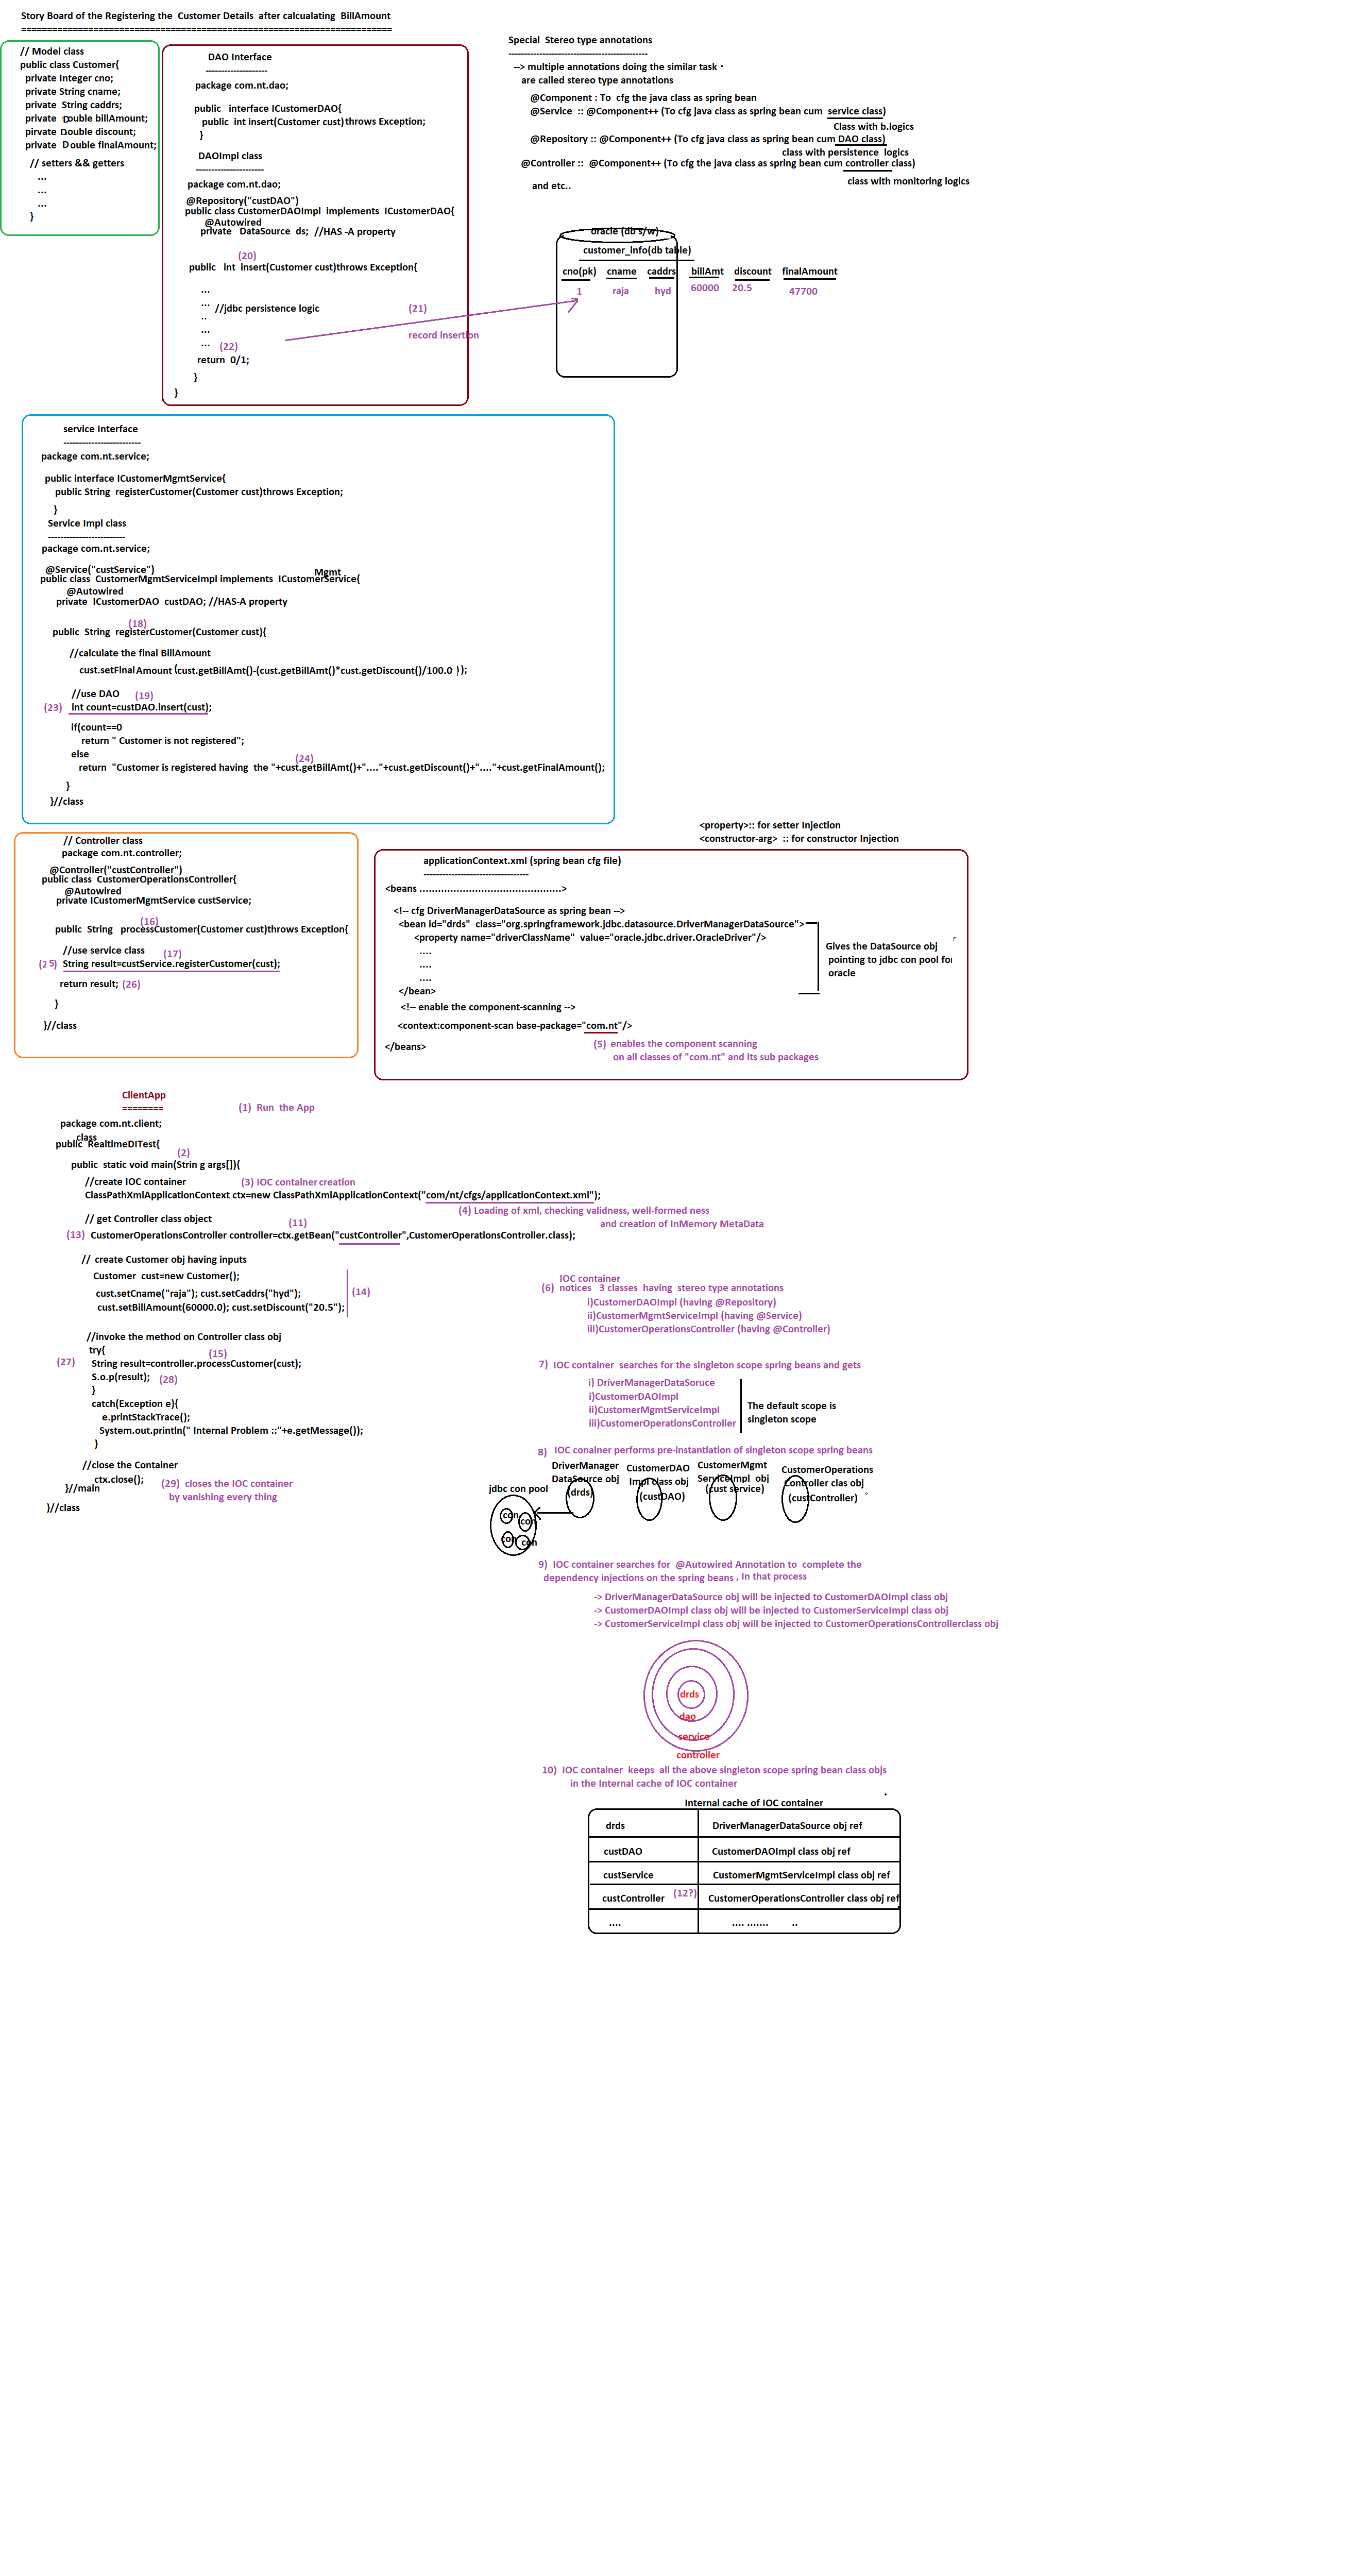 Story Board of the Registering the  Customer Details  after calcualating  BillAmount
========================================================================
// Model class
public class Customer{
private Integer cno;
private String cname;
private  String caddrs;
private  Double billAmount;
pirivate Double discount;
private  Double finalAmount;
// setters && getters
...
...
...
}
DAO Interface
--------------------
package com.nt.dao;
public   interface ICustomerDAO{
public  int insert(Customer cust)throws Exception;
}
DAOImpl class
----------------------
package com.nt.dao;
@Repository("custDAO")
public class CustomerDAOImpl  implements  ICustomerDAO{
@Autowired
private   DataSource  ds;  //HAS -A property
(20)
public   int  insert(Customer cust)throws Exception{
...
...  //jdbc persistence logic
(21)
..
record insertion
...
...  (22)
return  0/1;
}
}
Special  Stereo type annotations
---------------------------------------------
--> multiple annotations doing the similar task
are called stereo type annotations
@Component : To  cfg the java class as spring bean
@Service  :: @Component++ (To cfg java class as spring bean cum  service class)
Class with b.logics
@Repository :: @Component++ (To cfg java class as spring bean cum DAO class)
class with persistence  logics
@Controller ::  @Component++ (To cfg the java class as spring bean cum controller class)
class with monitoring logics
and etc..
oracle (db s/w)
customer_info(db table)
cno(pk)  cname  caddrs  billAmt  discount  finalAmount
1  raja  hyd  60000  20.5  47700
service Interface
-------------------------
package com.nt.service;
public interface ICustomerMgmtService{
public String  registerCustomer(Customer cust)throws Exception;
}
Service Impl class
-------------------------
package com.nt.service;
@Service("custService")
Mgmt
public class  CustomerMgmtServiceImpl implements  ICustomerService{
@Autowired
private  ICustomerDAO  custDAO; //HAS-A property
(18)
public  String  registerCustomer(Customer cust){
//calculate the final BillAmount
cust.setFinalAmount (cust.getBillAmt()-(cust.getBillAmt()*cust.getDiscount()/100.0 ) );
//use DAO  (19)
(23)  int count=custDAO.insert(cust);
if(count==0
return " Customer is not registered";
else
(24)
return  "Customer is registered having  the "+cust.getBillAmt()+"...."+cust.getDiscount()+"...."+cust.getFinalAmount();
}
}//class
// Controller class
package com.nt.controller;
@Controller("custController")
public class  CustomerOperationsController{
@Autowired
private ICustomerMgmtService custService;
(16)
public  String   processCustomer(Customer cust)throws Exception{
//use service class  (17)
(25)  String result=custService.registerCustomer(cust);
return result;  (26)
}
}//class
<property>:: for setter Injection
<constructor-arg>  :: for constructor Injection
applicationContext.xml (spring bean cfg file)
----------------------------------
<beans ..............................................>
<!-- cfg DriverManagerDataSource as spring bean -->
<bean id="drds"  class="org.springframework.jdbc.datasource.DriverManagerDataSource">
<property name="driverClassName"  value="oracle.jdbc.driver.OracleDriver"/>
....
....
....
</bean>
Gives the DataSource obj
pointing to jdbc con pool for
oracle
<!-- enable the component-scanning -->
<context:component-scan base-package="com.nt"/>
</beans>
(5)  enables the component scanning
on all classes of "com.nt" and its sub packages
ClientApp
========
(1)  Run  the App
package com.nt.client;
class
public  RealtimeDITest{
(2)
public  static void main(Strin g args[]){
//create IOC container
(3) IOC container creation
ClassPathXmlApplicationContext ctx=new ClassPathXmlApplicationContext("com/nt/cfgs/applicationContext.xml");
(4) Loading of xml, checking validness, well-formed ness
and creation of InMemory MetaData
// get Controller class object
(11)
(13)  CustomerOperationsController controller=ctx.getBean("custController",CustomerOperationsController.class);
//  create Customer obj having inputs
Customer  cust=new Customer();
cust.setCname("raja"); cust.setCaddrs("hyd");
(14)
cust.setBillAmount(60000.0); cust.setDiscount("20.5");
//invoke the method on Controller class obj
try{
(15)
(27)  String result=controller.processCustomer(cust);
S.o.p(result);  (28)
}
catch(Exception e){
e.printStackTrace();
System.out.println(" Internal Problem ::"+e.getMessage());
}
//close the Container
ctx.close();
}//main
(29)  closes the IOC container
by vanishing every thing
}//class
IOC container
(6)  notices   3 classes  having  stereo type annotations
i)CustomerDAOImpl (having @Repository)
ii)CustomerMgmtServiceImpl (having @Service)
iii)CustomerOperationsController (having @Controller)
7)  IOC container  searches for the singleton scope spring beans and gets
i) DriverManagerDataSoruce
i)CustomerDAOImpl
ii)CustomerMgmtServiceImpl
iii)CustomerOperationsController
The default scope is
singleton scope
8)  IOC conainer performs pre-instantiation of singleton scope spring beans
DriverManager
DataSource obj
(drds)
CustomerDAO
Impl class obj
(custDAO)
CustomerMgmt
ServiceImpl  obj
(cust service)
CustomerOperations
Controller clas obj
(custController)
jdbc con pool
con
con
con
con
9)  IOC container searches for  @Autowired Annotation to  complete the
dependency injections on the spring beans , In that process
-> DriverManagerDataSource obj will be injected to CustomerDAOImpl class obj
-> CustomerDAOImpl class obj will be injected to CustomerServiceImpl class obj
-> CustomerServiceImpl class obj will be injected to CustomerOperationsControllerclass obj
drds
dao
service
controller
10)  IOC container  keeps  all the above singleton scope spring bean class objs
in the Internal cache of IOC container
Internal cache of IOC container
drds  DriverManagerDataSource obj ref
custDAO  CustomerDAOImpl class obj ref
custService  CustomerMgmtServiceImpl class obj ref
custController  (12?)  CustomerOperationsController class obj ref
....  .... .......  ..